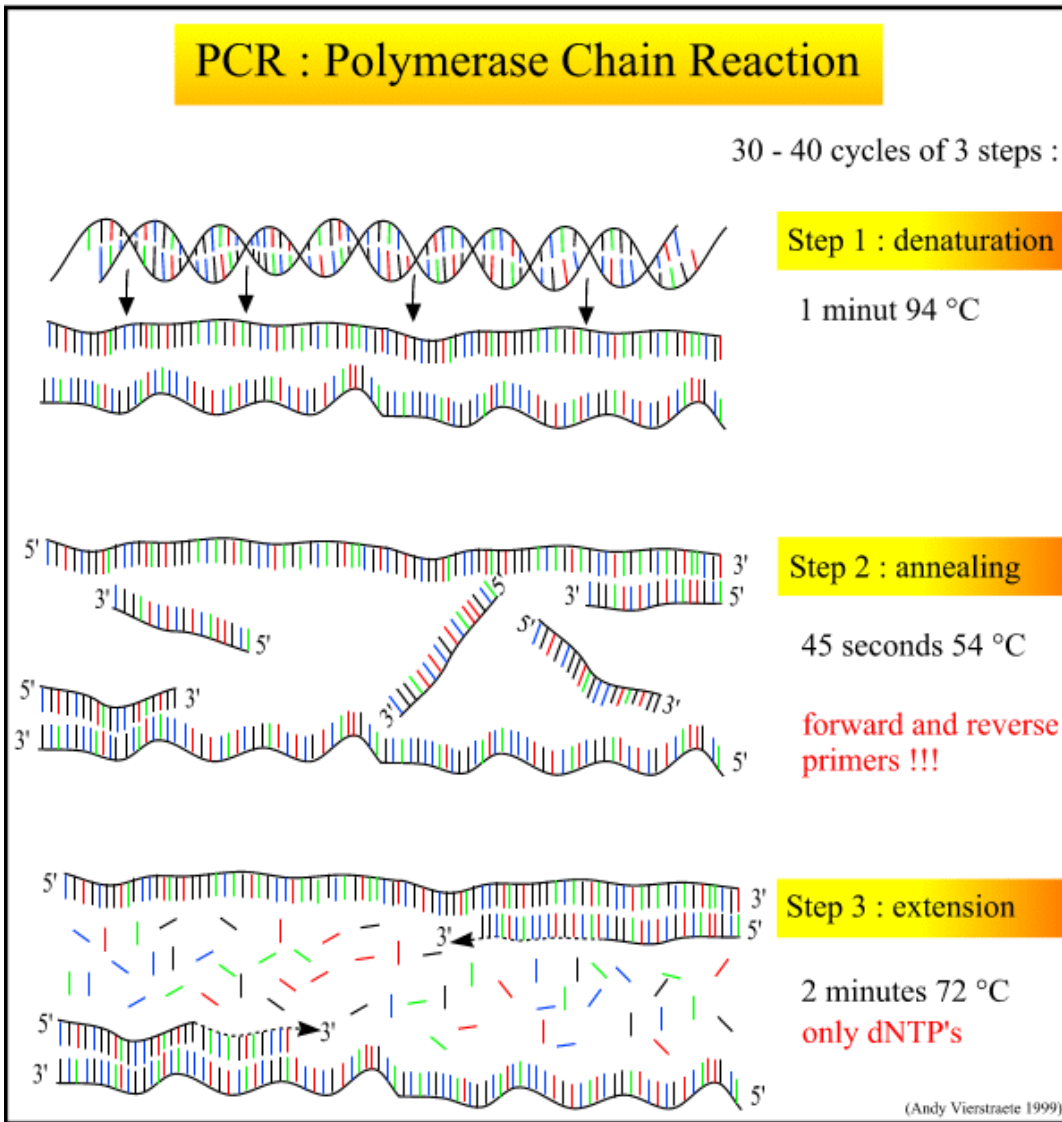 PCR : Polymerase Chain Reaction
30 - 40 cycles of 3 steps :
Step 1 : denaturation
1 minut 94 °C
5'
3'
Step 2 : annealing
3'
5'
3'
5'
5'
45 seconds 54 °C
5'
3'
3'
3'
forward and reverse
primers !!!
3'
5'
5'
3'
Step 3 : extension
3'
5'
2 minutes 72 °C
5'
3'
only dNTP's
3'
5'
(Andy Vierstraete 1999)